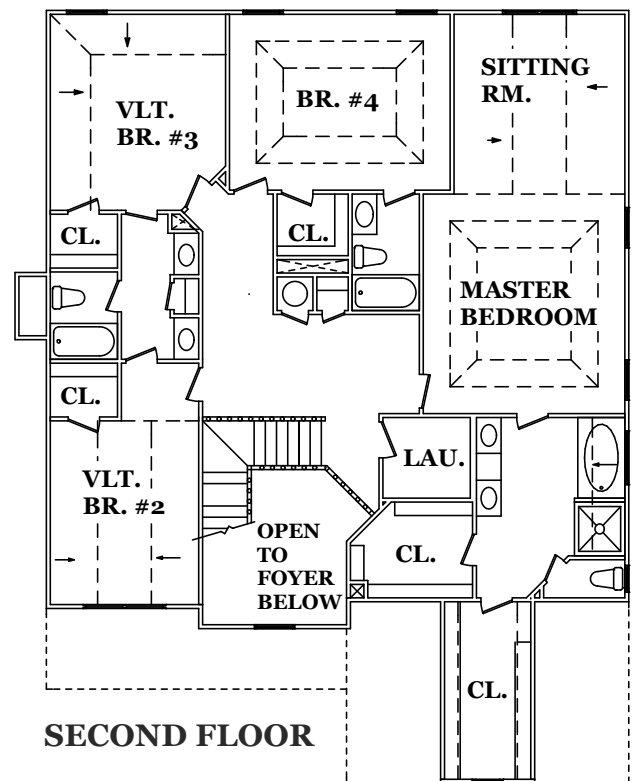 VLT.
BR. #3
BR. #4
SITTING
RM.
CL.
CL.
MASTER
BEDROOM
CL.
VLT.
BR. #2
LAU.
OPEN
TO
FOYER
BELOW
CL.
CL.
SECOND FLOOR